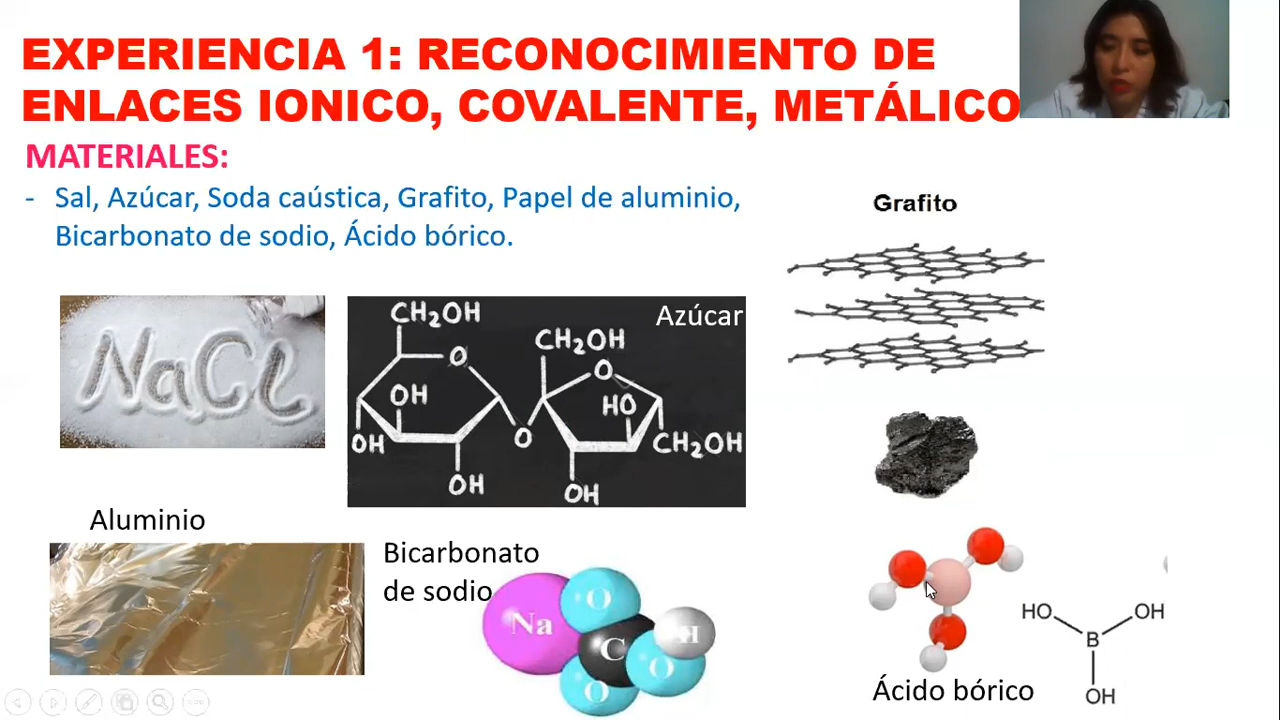 EXPERIENCIA 1: RECONOCIMIENTO DE
ENLACES IONICO, COVALENTE, METÁLICO
MATERIALES:
- Sal, Azúcar, Soda caústica, Grafito, Papel de aluminio,
Bicarbonato de sodio, Ácido bórico.
Grafito
NaCl
Azúcar
CH₂OH
O
OH
OH
OH
O
CH₂OH
O
HO
CH₂OH
OH
Aluminio
Bicarbonato
de sodio
Na
O
C
H
O
O
HO
OH
B
OH
Ácido bórico